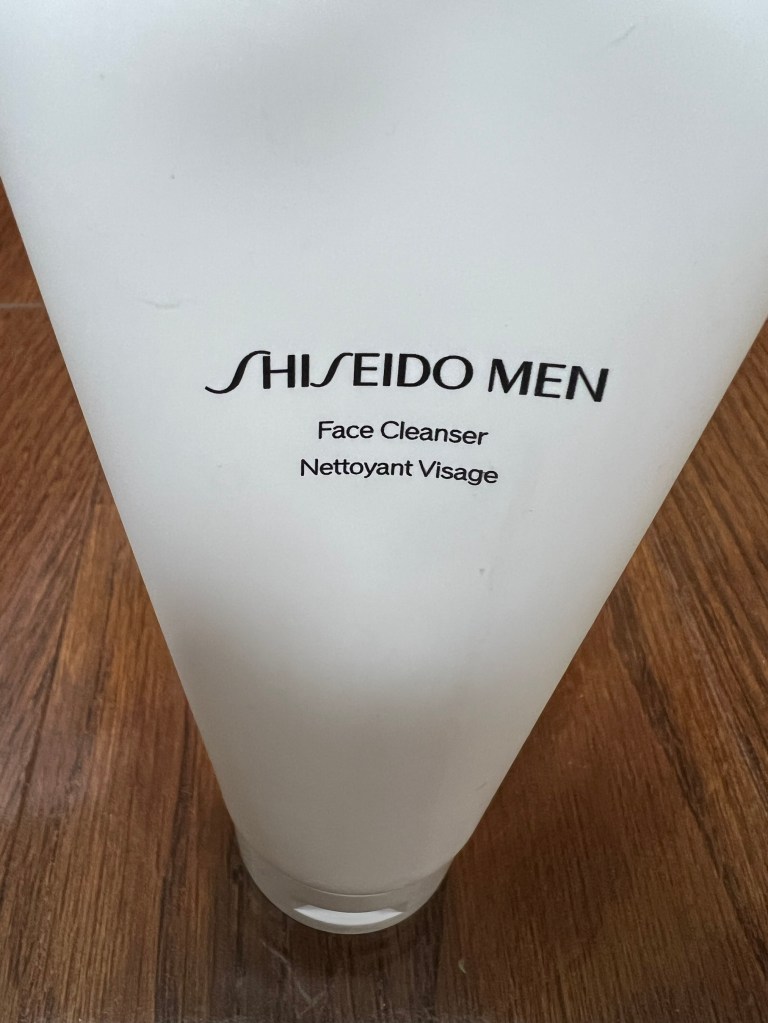 SHISEIDO MEN
Face Cleanser
Nettoyant Visage